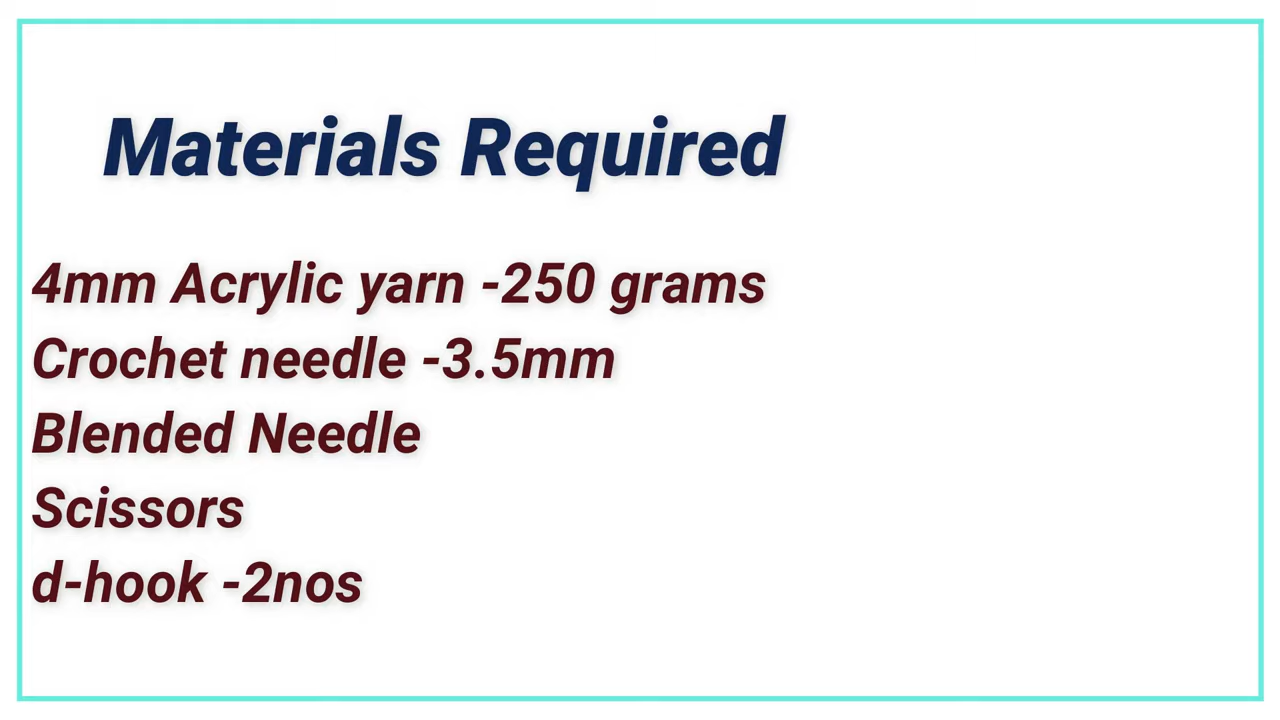 Materials Required
4mm Acrylic yarn -250 grams
Crochet needle -3.5mm
Blended Needle
Scissors
d-hook -2nos